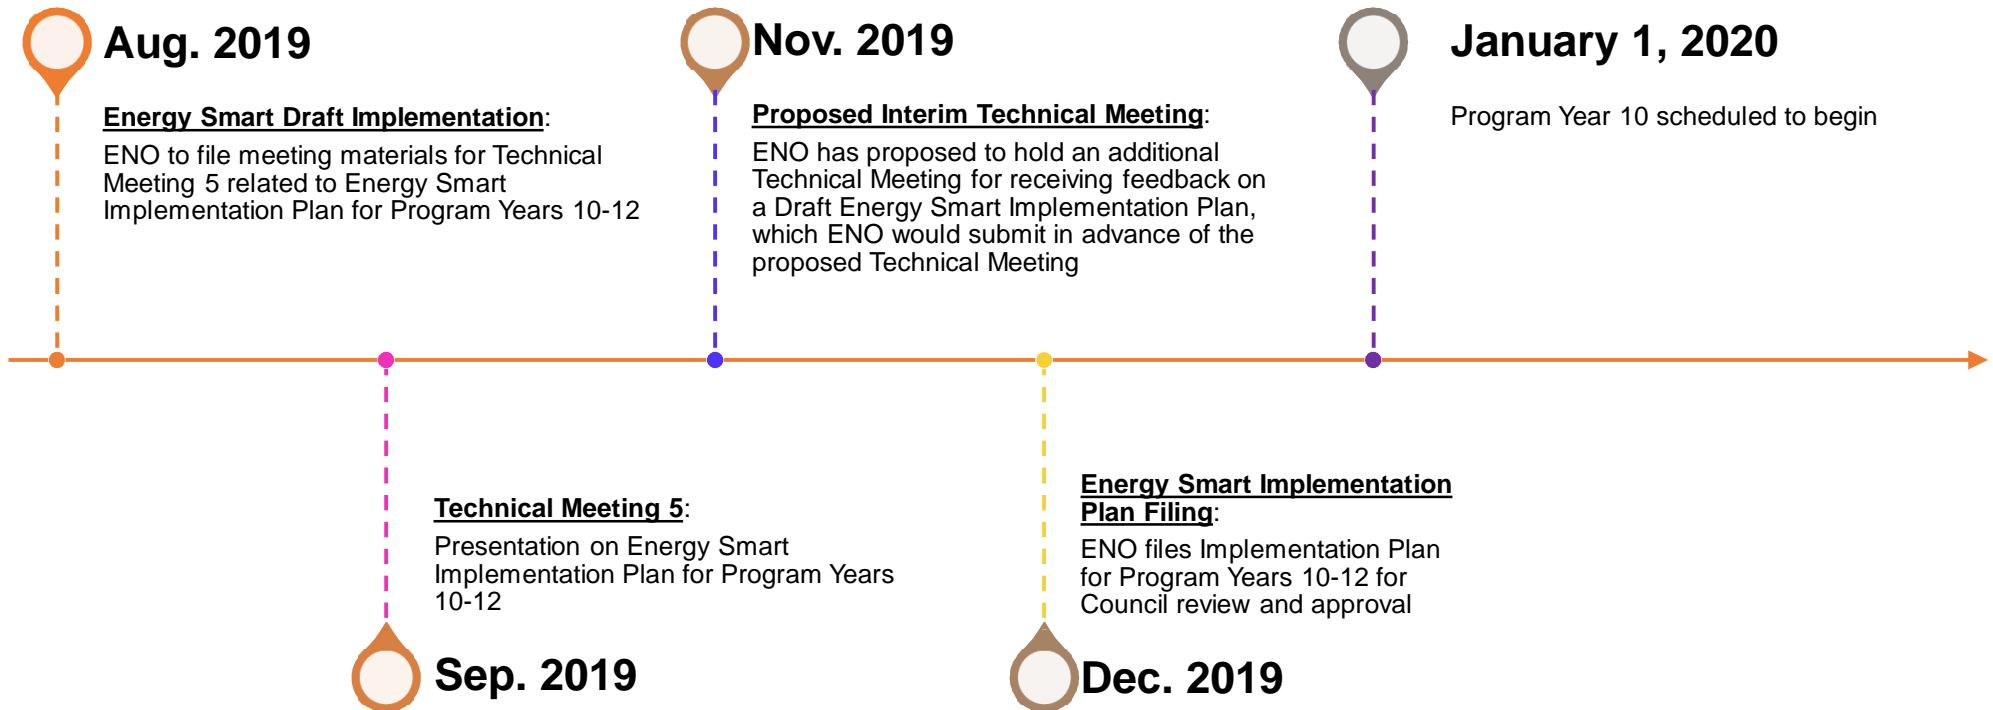 Aug. 2019
Energy Smart Draft Implementation:
ENO to file meeting materials for Technical
Meeting 5 related to Energy Smart
Implementation Plan for Program Years 10-12
Nov. 2019
Proposed Interim Technical Meeting:
ENO has proposed to hold an additional
Technical Meeting for receiving feedback on
a Draft Energy Smart Implementation Plan,
which ENO would submit in advance of the
proposed Technical Meeting
January 1, 2020
Program Year 10 scheduled to begin
Technical Meeting 5:
Presentation on Energy Smart
Implementation Plan for Program Years
10-12
Sep. 2019
Energy Smart Implementation
Plan Filing:
ENO files Implementation Plan
for Program Years 10-12 for
Council review and approval
Dec. 2019